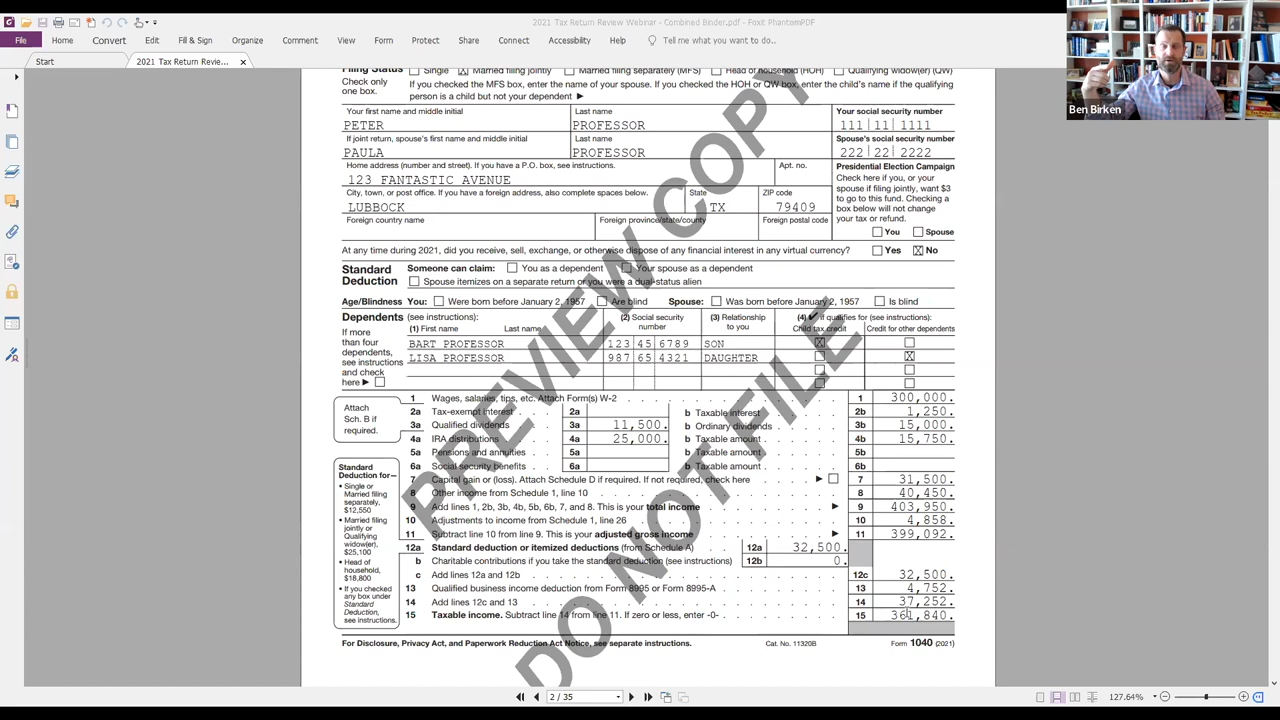 2021 Tax Return Review Webinar - Combined Binder.pdf - Foxit PhantomPDF
File Home Convert Edit Fill & Sign Organize Comment View Form Protect Share Connect Accessibility Help Tell me what you want to do..
Start 2021 Tax Return Revie...
Ben Birken
Filing Status Single X Married filing jointly Married filing separately (MFS) Head of household (HOH) Qualifying widow(er) (QW)
Check only one box.
If you checked the MFS box, enter the name of your spouse. If you checked the HOH or QW box, enter the child's name if the qualifying
person is a child but not your dependent ▶
Your first name and middle initial Last name Your social security number
PETER PROFESSOR 111 11 1111
If joint return, spouse's first name and middle initial Last name Spouse's social security number
PAULA PROFESSOR 222 22 2222
Home address (number and street). If you have a P.O. box, see instructions. Apt. no.
123 FANTASTIC AVENUE
City, town, or post office. If you have a foreign address, also complete spaces below. State ZIP code
LUBBOCK TX 79409
Foreign country name Foreign province/state/county Foreign postal code
Presidential Election Campaign
Check here if you, or your
spouse if filing jointly, want $3
to go to this fund. Checking a
box below will not change
your tax or refund.
You Spouse
At any time during 2021, did you receive, sell, exchange, or otherwise dispose of any financial interest in any virtual currency? Yes X No
Standard Deduction
Someone can claim: You as a dependent Your spouse as a dependent
Spouse itemizes on a separate return or you were a dual-status alien
Age/Blindness You: Were born before January 2, 1957 Are blind Spouse: Was born before January 2, 1957 Is blind
Dependents (see instructions): (2) Social security number (3) Relationship to you (4) ✔ if qualifies for (see instructions):
(1) First name Last name Child tax credit Credit for other dependents
If more than four dependents, see instructions and check here ▶
BART PROFESSOR 123 45 6789 SON X
LISA PROFESSOR 987 65 4321 DAUGHTER X
Attach Sch. B if required.
1 Wages, salaries, tips, etc. Attach Form(s) W-2 1 300,000.
2a Tax-exempt interest 2a b Taxable interest 2b 1,250.
3a Qualified dividends 3a 11,500. b Ordinary dividends 3b 15,000.
4a IRA distributions 4a 25,000. b Taxable amount 4b 15,750.
5a Pensions and annuities 5a b Taxable amount 5b
6a Social security benefits 6a b Taxable amount 6b
7 Capital gain or (loss). Attach Schedule D if required. If not required, check here ▶ 7 31,500.
8 Other income from Schedule 1, line 10 8 40,450.
9 Add lines 1, 2b, 3b, 4b, 5b, 6b, 7, and 8. This is your total income ▶ 9 403,950.
10 Adjustments to income from Schedule 1, line 26 10 4,858.
11 Subtract line 10 from line 9. This is your adjusted gross income ▶ 11 399,092.
12a Standard deduction or itemized deductions (from Schedule A) 12a 32,500.
b Charitable contributions if you take the standard deduction (see instructions) 12b 0.
c Add lines 12a and 12b 12c 32,500.
13 Qualified business income deduction from Form 8995 or Form 8995-A 13 4,752.
14 Add lines 12c and 13 14 37,252.
15 Taxable income. Subtract line 14 from line 11. If zero or less, enter -0- 15 361,840.
Standard Deduction for—
• Single or Married filing separately, $12,550
• Married filing jointly or Qualifying widow(er), $25,100
• Head of household, $18,800
• If you checked any box under Standard Deduction, see instructions.
For Disclosure, Privacy Act, and Paperwork Reduction Act Notice, see separate instructions. Cat. No. 11320B Form 1040 (2021)
PREVIEW COPY
DO NOT FILE
2 / 35
127.64%